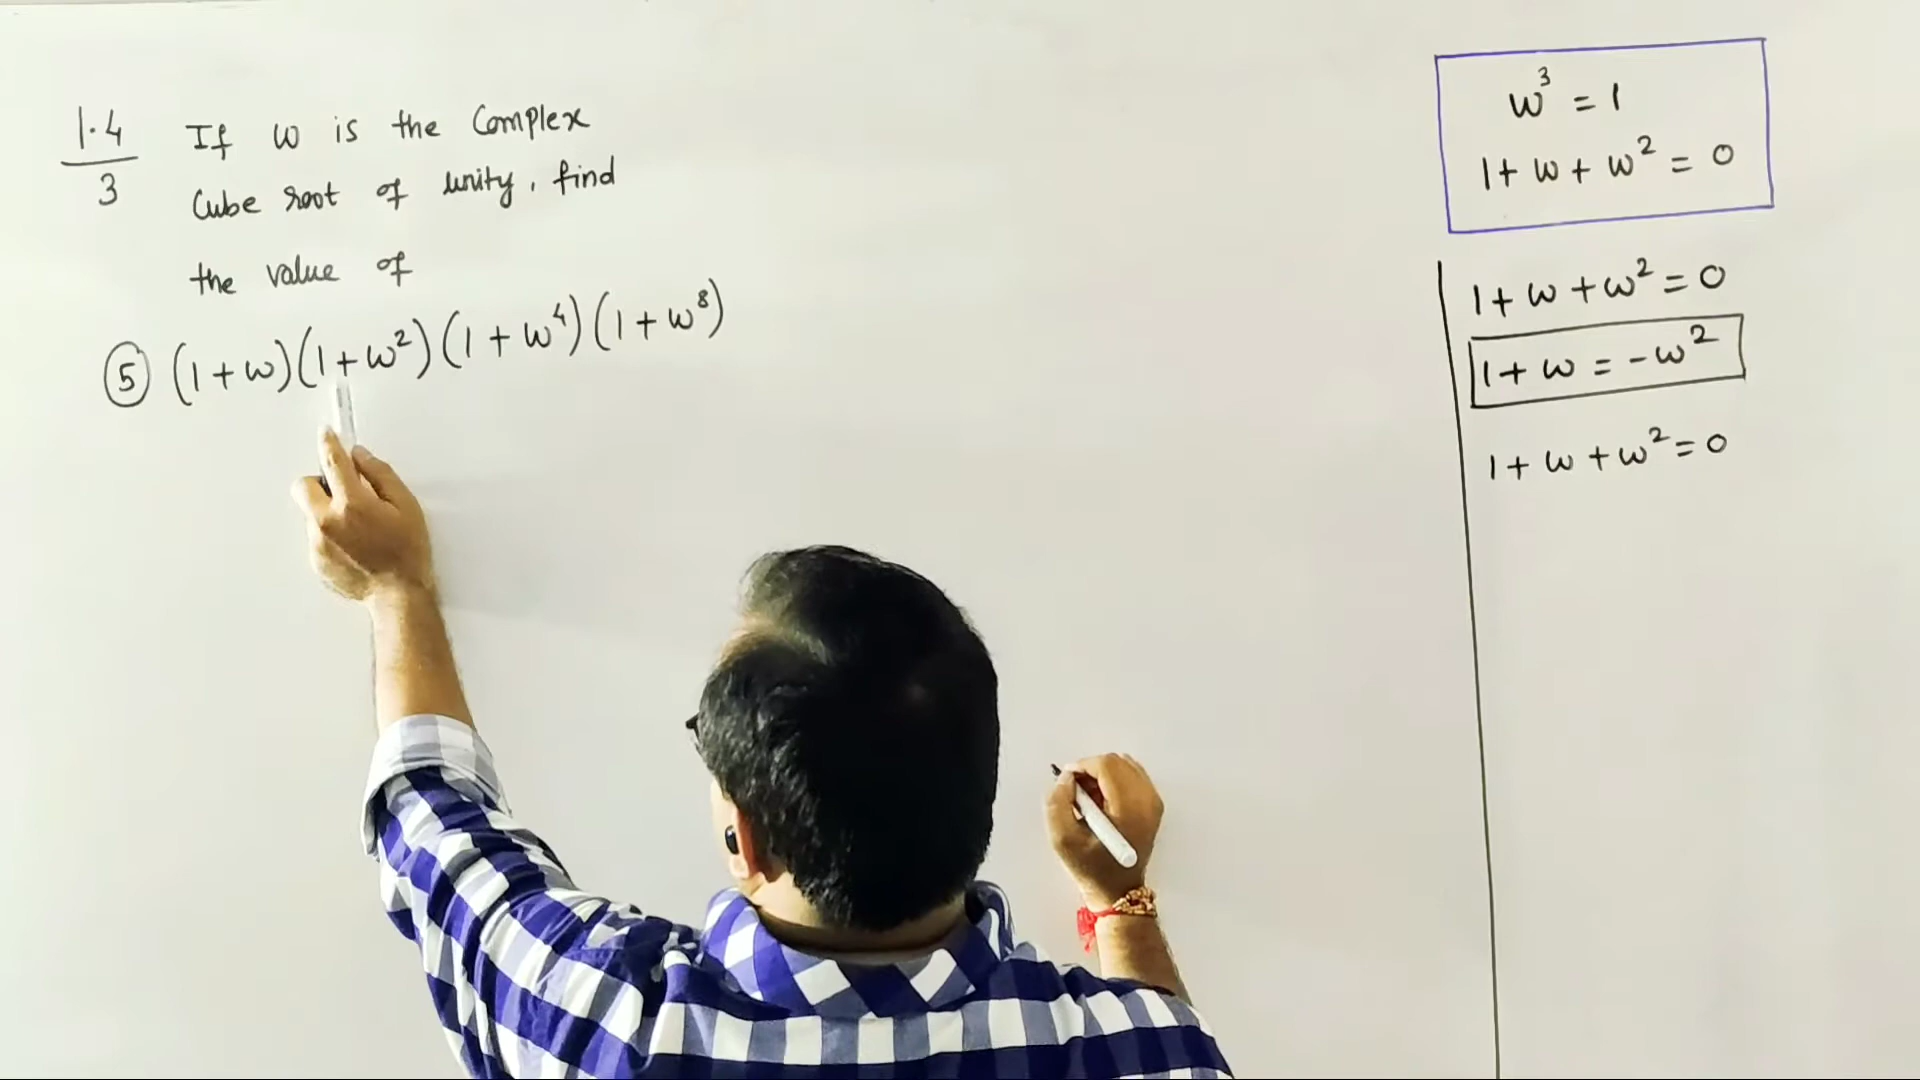 1.4
3
If ω is the Complex
Cube root of unity, find
the value of
⑤ (1+ω)(1+ω²)(1+ω⁴)(1+ω⁸)
ω³ = 1
1+ω+ω² = 0
1+ω+ω²=0
1+ω = -ω²
1+ω+ω²=0